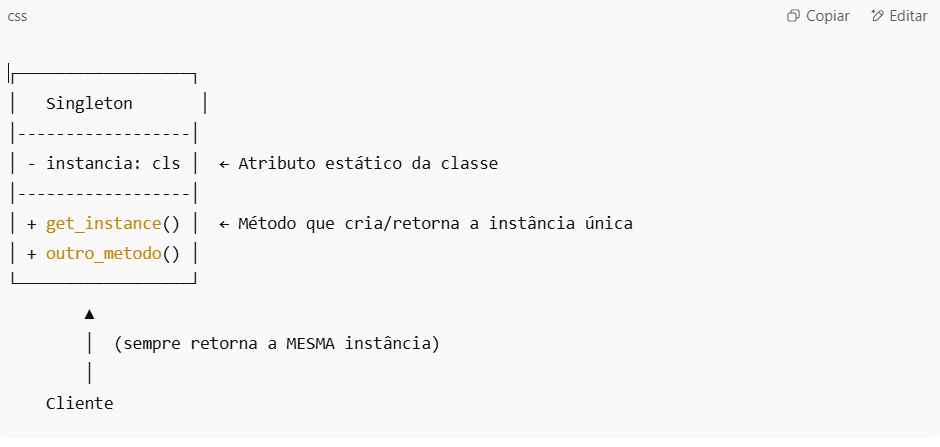 css
Copiar
Editar
┌──────────────────┐
│   Singleton       │
│------------------│
│ - instancia: cls │  ← Atributo estático da classe
│------------------│
│ + get_instance() │  ← Método que cria/retorna a instância única
│ + outro_metodo() │
└──────────────────┘
        ▲
        │  (sempre retorna a MESMA instância)
        │
    Cliente